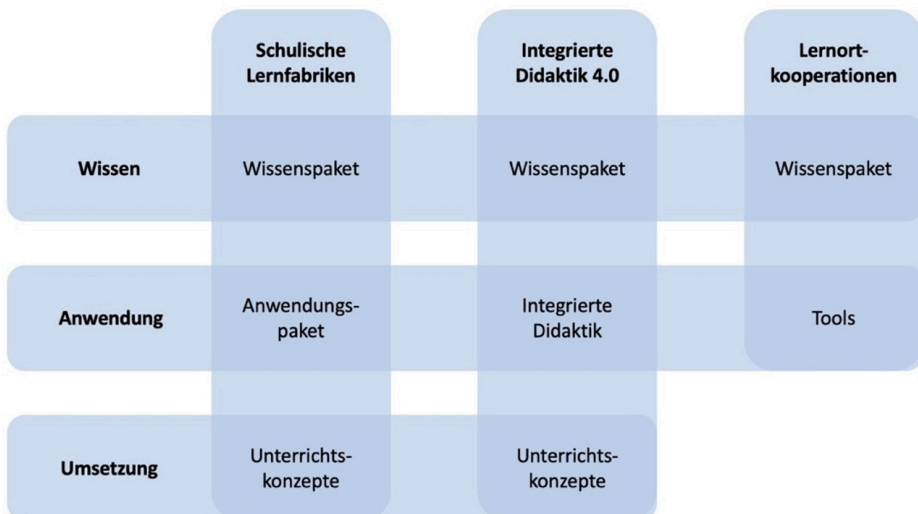 Schulische
Lernfabriken
Integrierte
Didaktik 4.0
Lernort-
kooperationen
Wissen
Wissenspaket
Wissenspaket
Wissenspaket
Anwendung
Anwendungs-
paket
Integrierte
Didaktik
Tools
Umsetzung
Unterrichts-
konzepte
Unterrichts-
konzepte